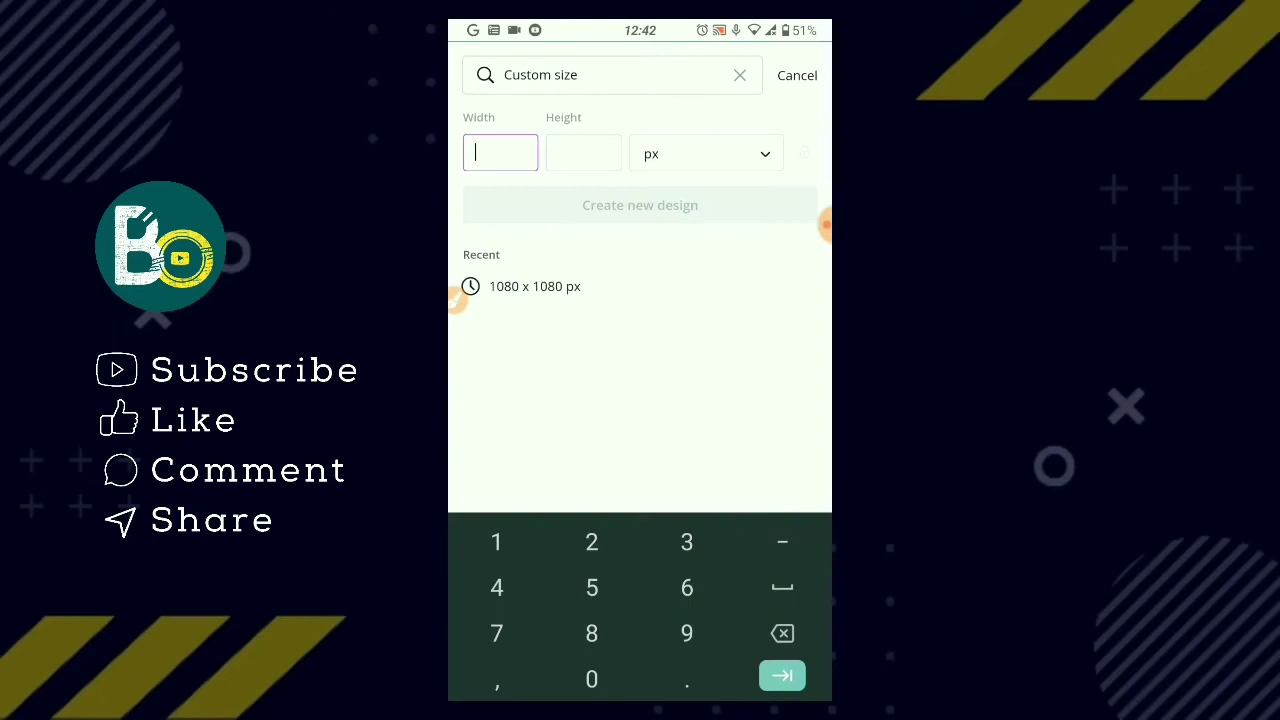 12:42
51%
Custom size
Cancel
Width
Height
px
Create new design
Recent
1080 x 1080 px
BO
Subscribe
Like
Comment
Share
1 2 3 -
4 5 6
7 8 9
, 0 .